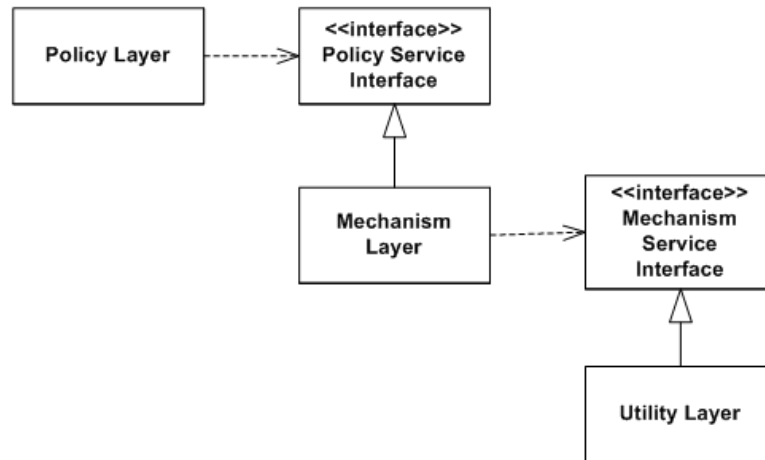 Policy Layer
<<interface>>
Policy Service
Interface
Mechanism
Layer
<<interface>>
Mechanism
Service
Interface
Utility Layer